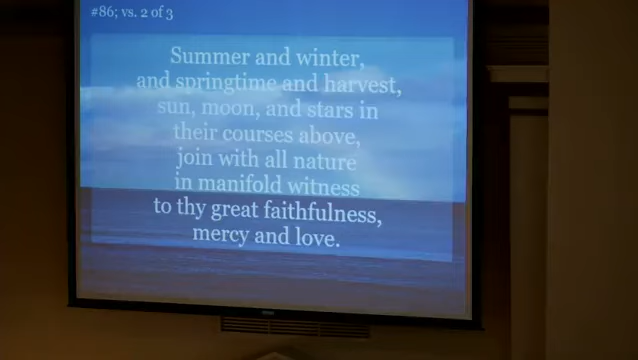 #86; vs. 2 of 3
Summer and winter,
and springtime and harvest,
sun, moon, and stars in
their courses above,
join with all nature
in manifold witness
to thy great faithfulness,
mercy and love.